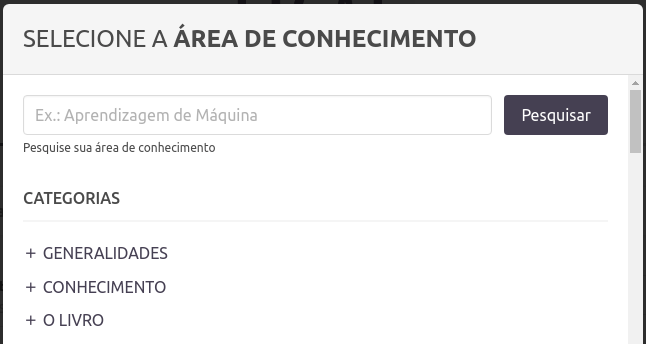 SELECIONE A ÁREA DE CONHECIMENTO
Ex.: Aprendizagem de Máquina
Pesquisar
Pesquise sua área de conhecimento
CATEGORIAS
+ GENERALIDADES
+ CONHECIMENTO
+ O LIVRO